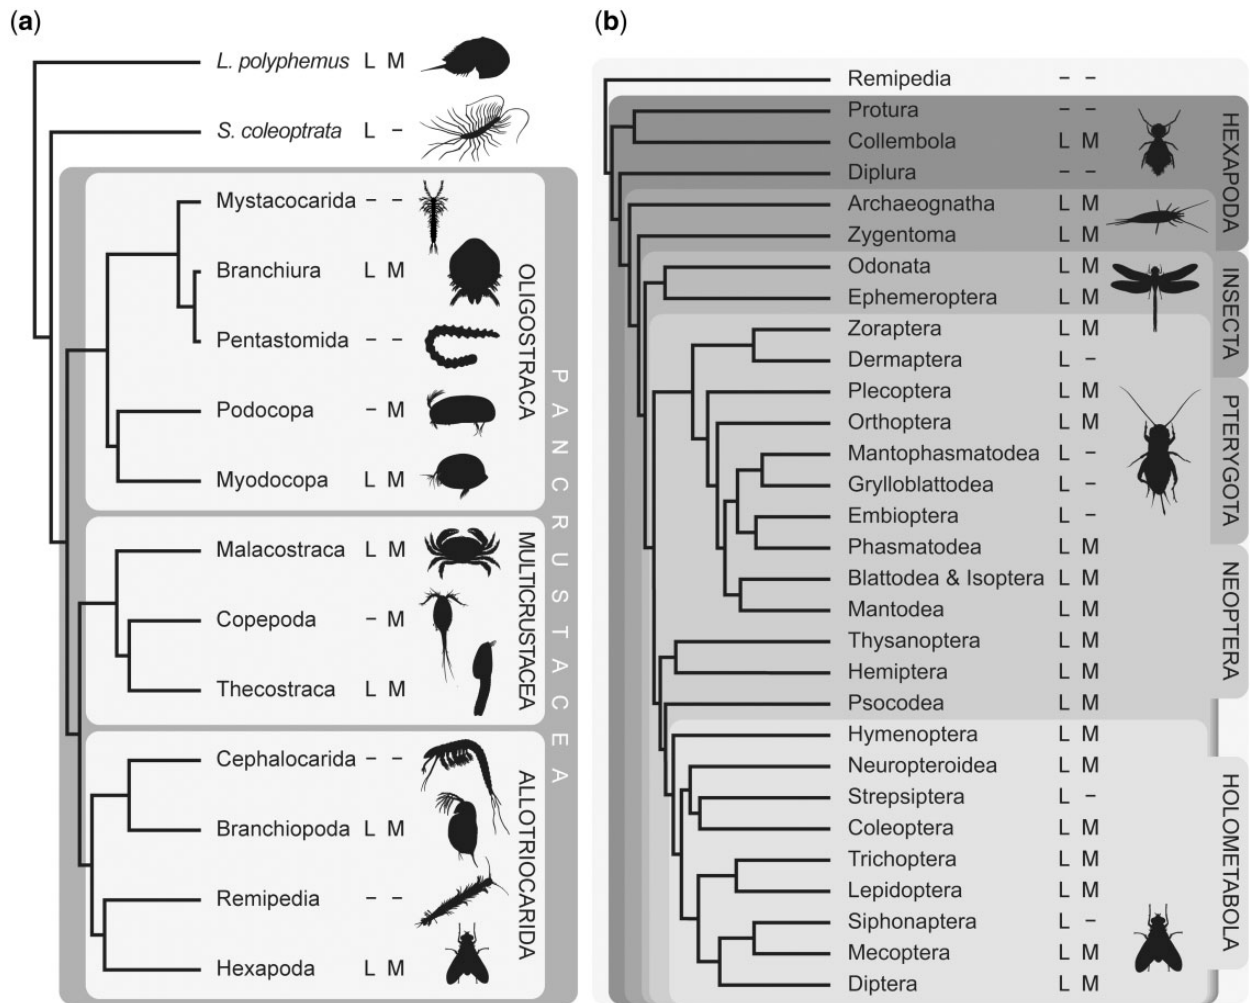 (a)
L. polyphemus L M
S. coleoptrata L –
Mystacocarida – –
Branchiura L M
Pentastomida – –
Podocopa – M
Myodocopa L M
OLIGOSTRACA
Malacostraca L M
Copepoda – M
Thecostraca L M
MULTICRUSTACEA
Cephalocarida – –
Branchiopoda L M
Remipedia – –
Hexapoda L M
ALLOTRIOCARIDA
PANCRUSTACEA
(b)
Remipedia – –
Protura – –
Collembola L M
Diplura – –
Archaeognatha L M
Zygentoma L M
Odonata L M
Ephemeroptera L M
Zoraptera L M
Dermaptera L –
Plecoptera L M
Orthoptera L M
Mantophasmatodea L –
Grylloblattodea L –
Embioptera L –
Phasmatodea L M
Blattodea & Isoptera L M
Mantodea L M
Thysanoptera L M
Hemiptera L M
Psocodea L M
Hymenoptera L M
Neuropteroidea L M
Strepsiptera L –
Coleoptera L M
Trichoptera L M
Lepidoptera L M
Siphonaptera L –
Mecoptera L M
Diptera L M
HEXAPODA
INSECTA
PTERYGOTA
NEOPTERA
HOLOMETABOLA